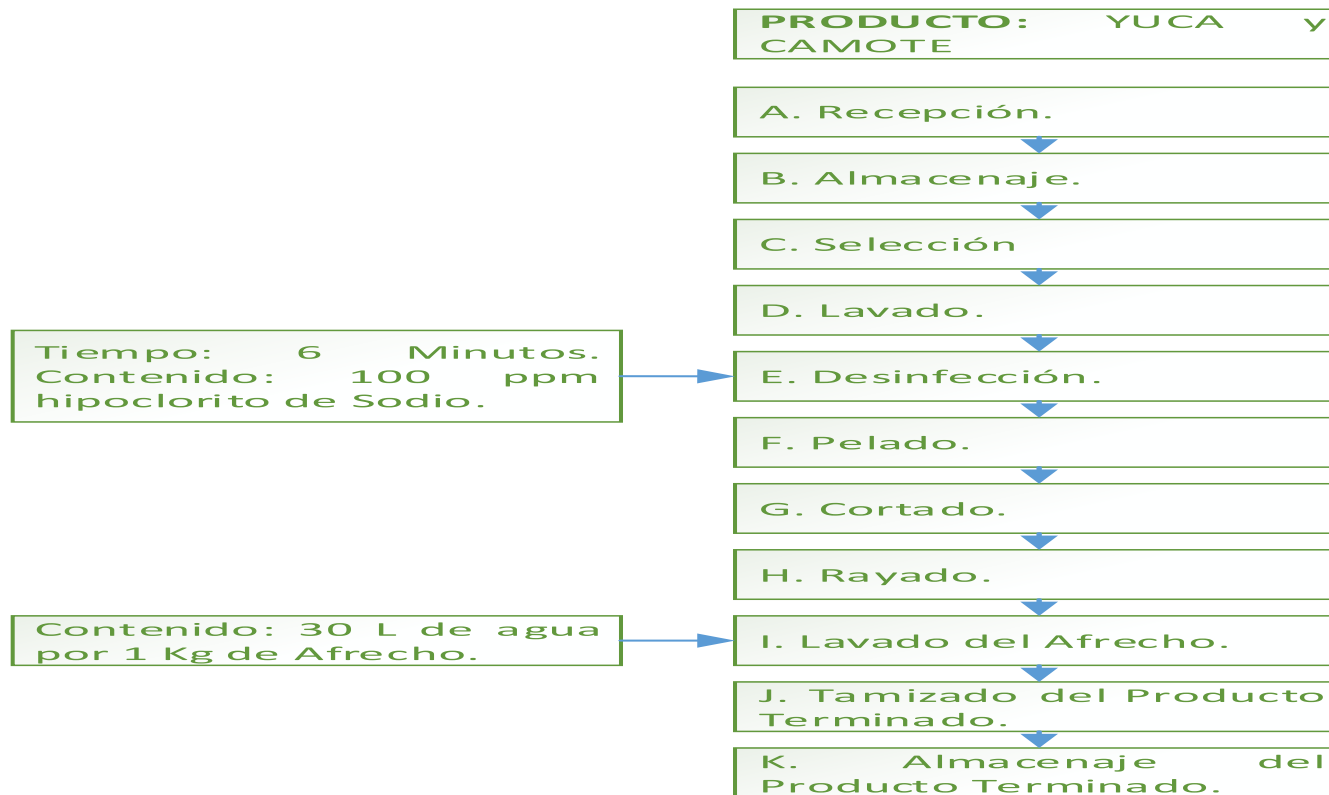 PRODUCTO: YUCA y
CAMOTE
A. Recepción.
B. Almacenaje.
C. Selección
D. Lavado.
Tiempo: 6 Minutos.
Contenido: 100 ppm
hipoclorito de Sodio.
E. Desinfección.
F. Pelado.
G. Cortado.
H. Rayado.
Contenido: 30 L de agua
por 1 Kg de Afrecho.
I. Lavado del Afrecho.
J. Tamizado del Producto
Terminado.
K. Almacenaje del
Producto Terminado.